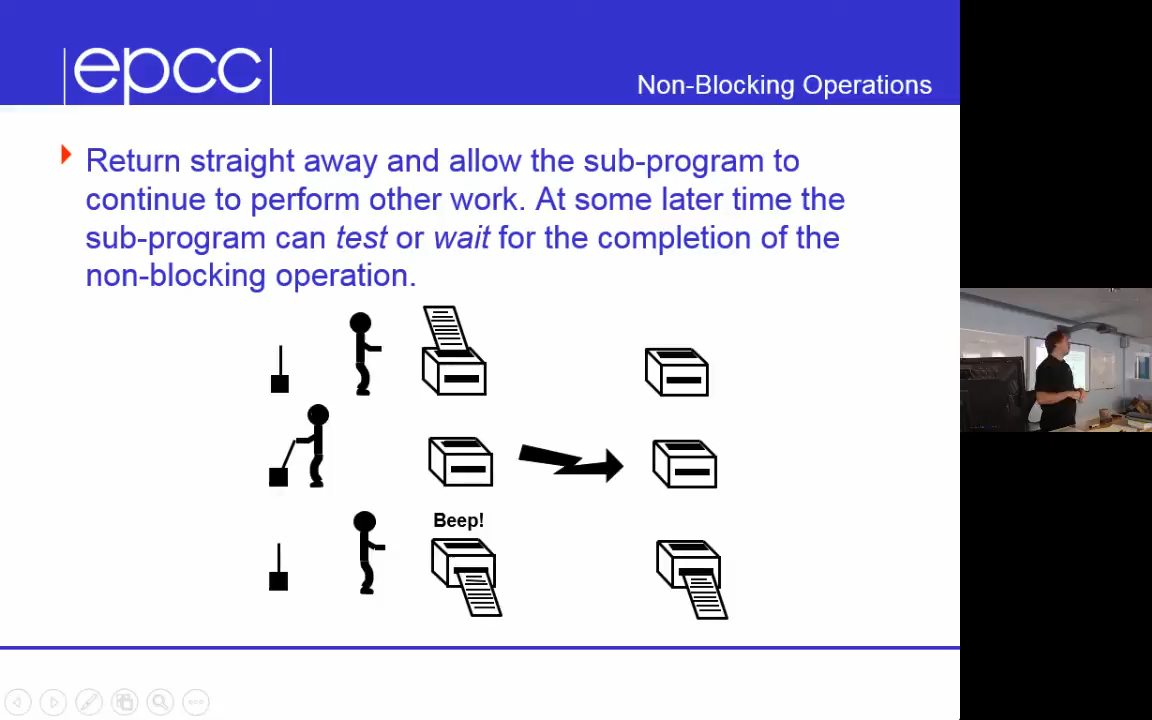 |epcc|
Non-Blocking Operations
Return straight away and allow the sub-program to
continue to perform other work. At some later time the
sub-program can test or wait for the completion of the
non-blocking operation.
Beep!